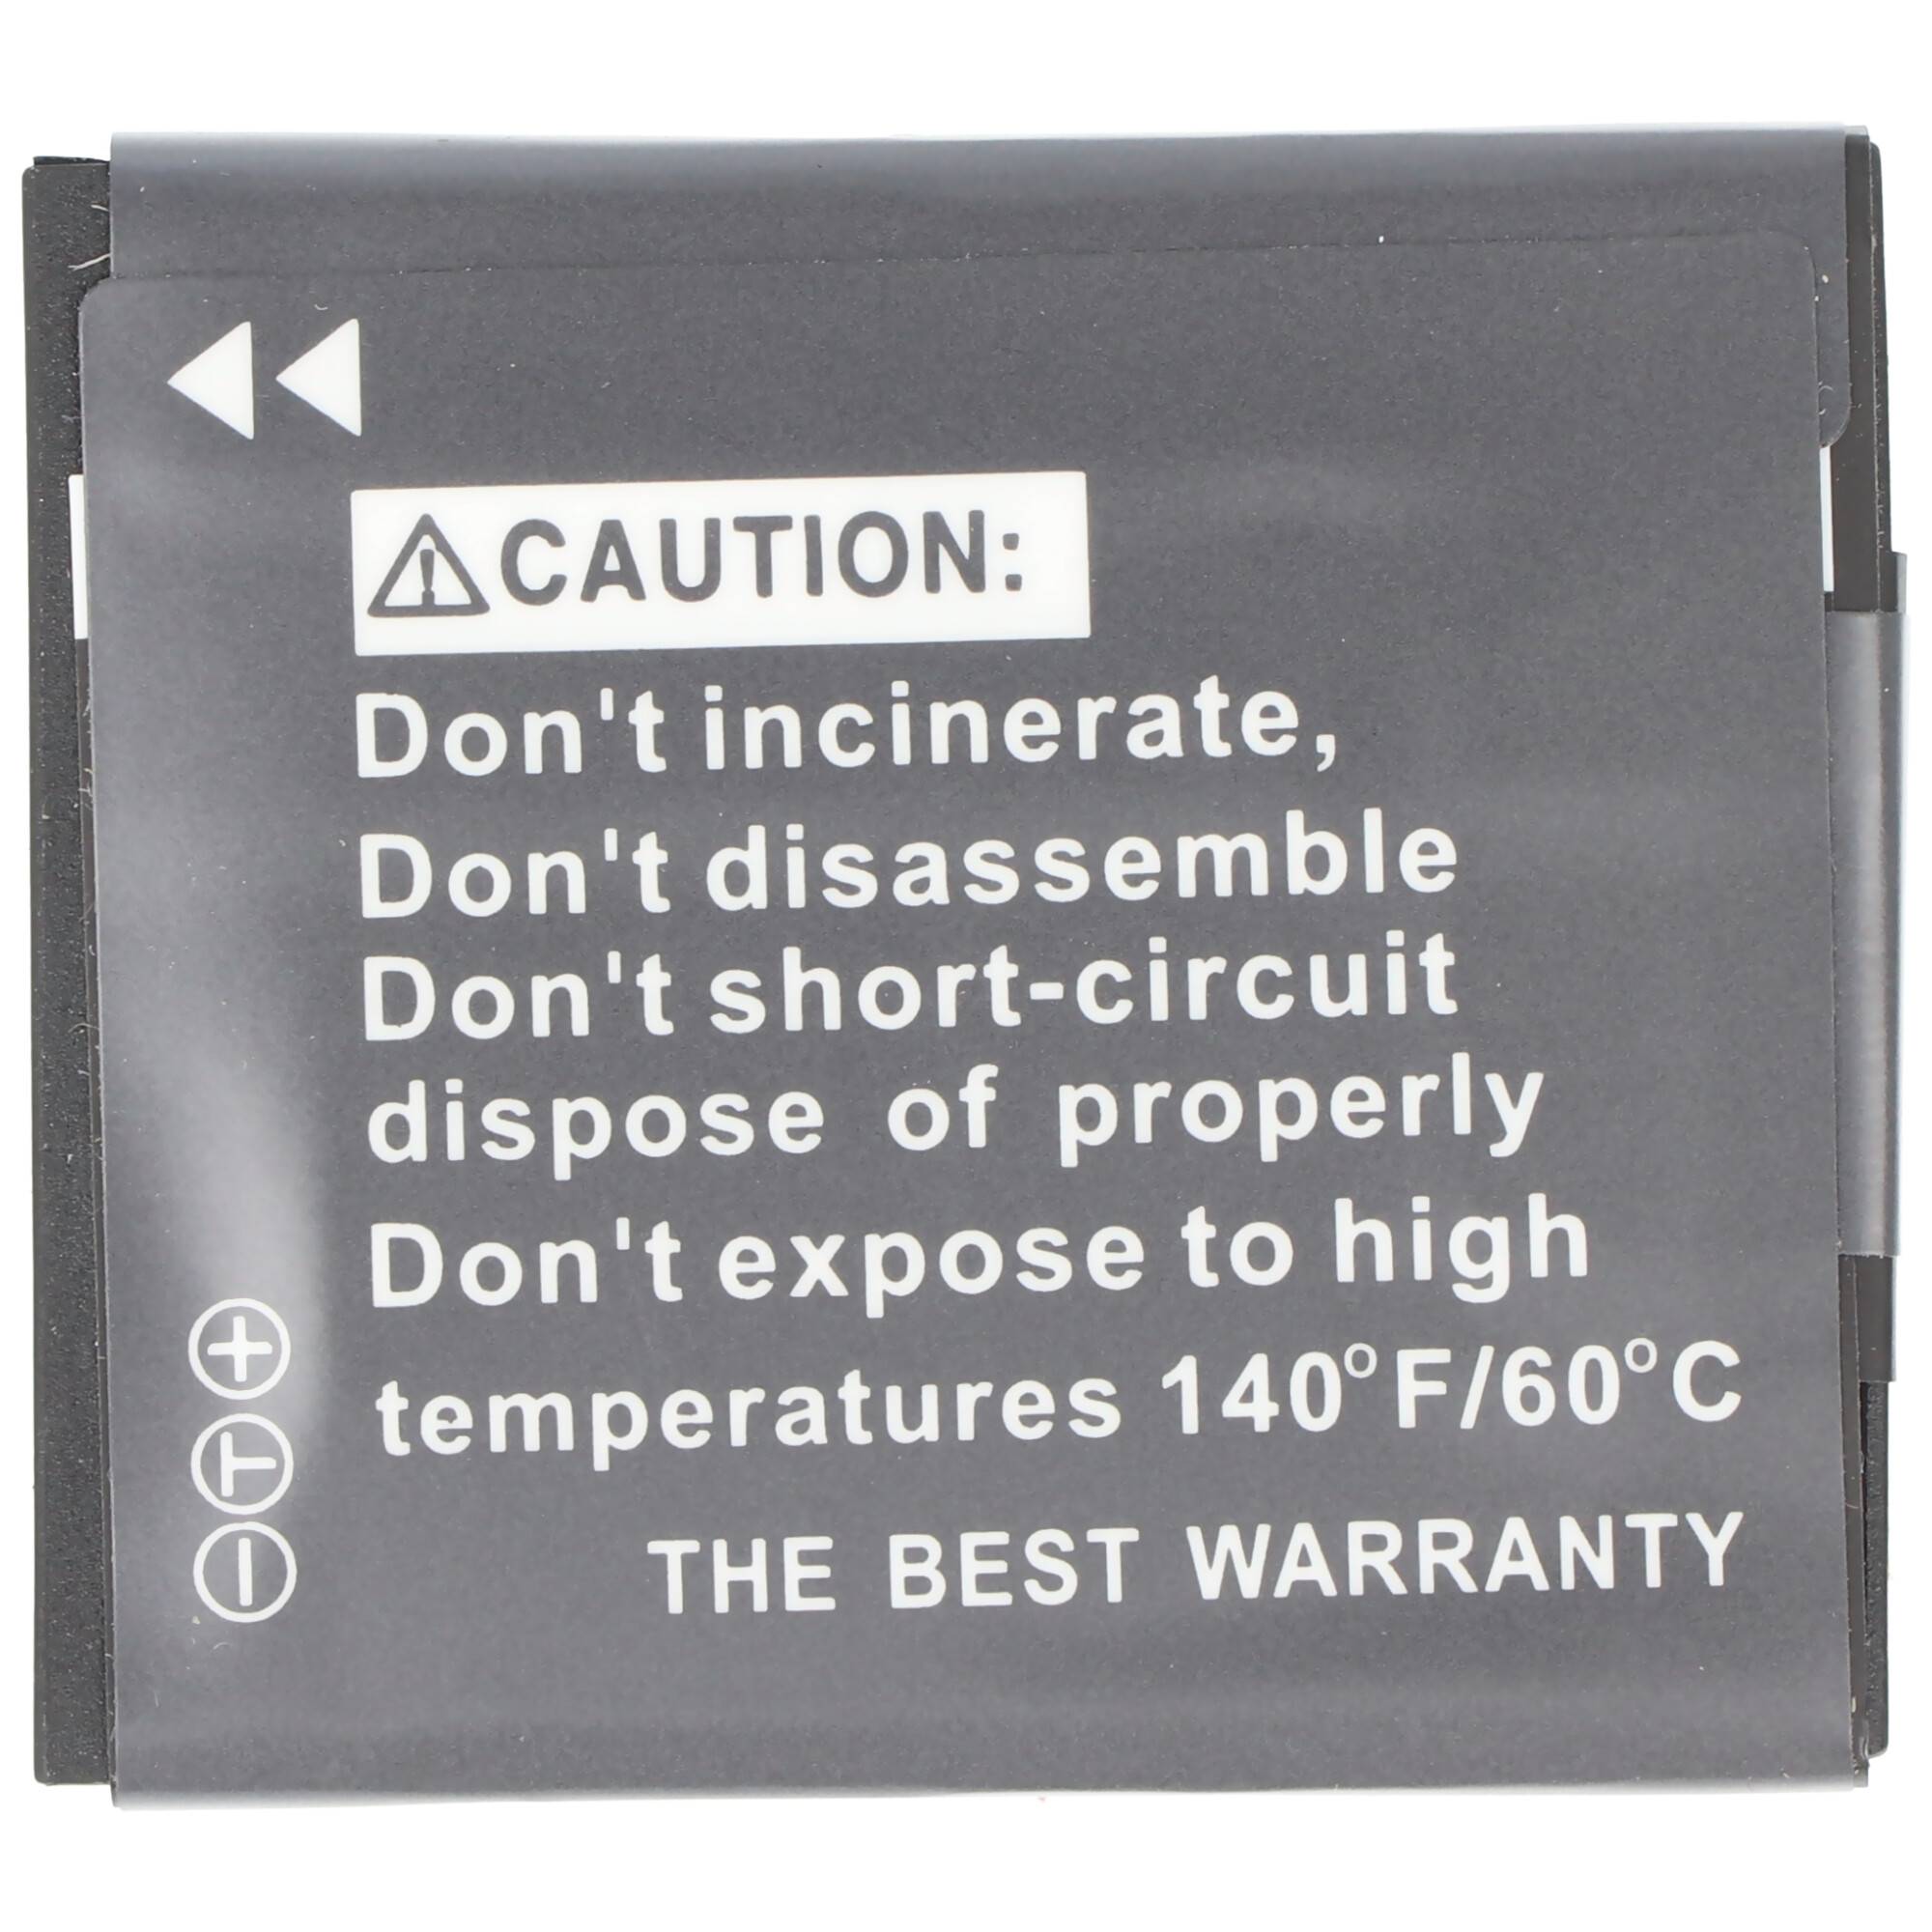 CAUTION:
Don't incinerate,
Don't disassemble
Don't short-circuit
dispose of properly
Don't expose to high
temperatures 140°F/60°C
+
T
−
THE BEST WARRANTY